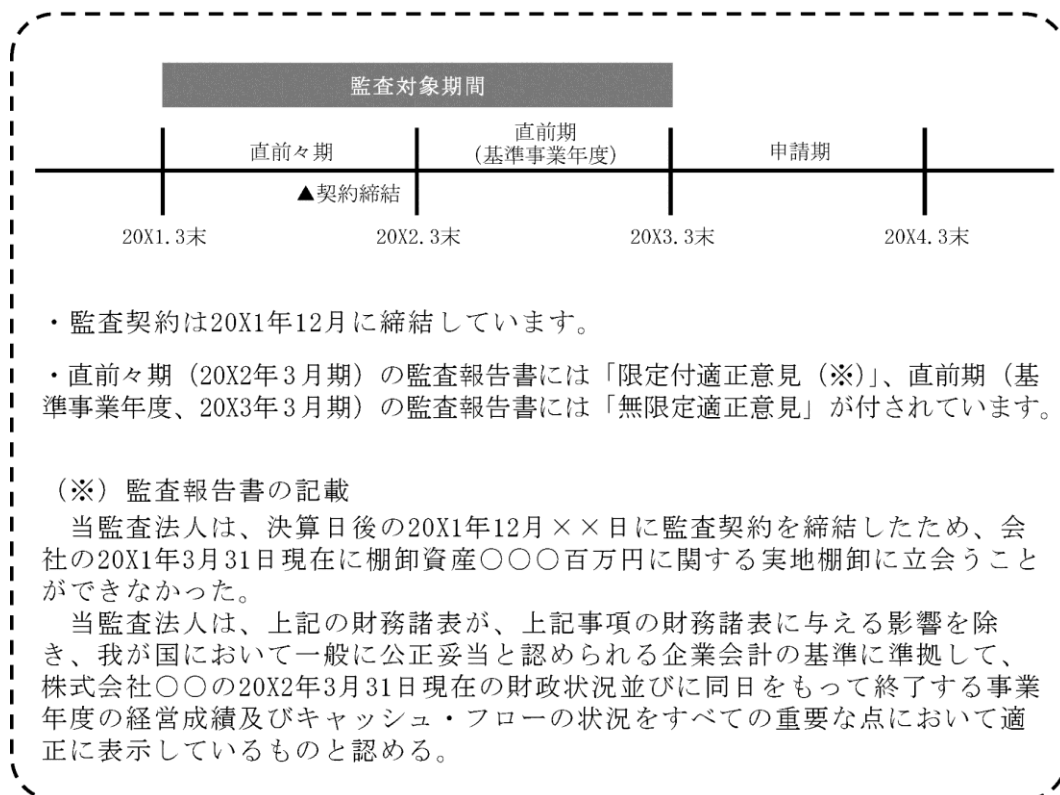 監査対象期間
直前々期
直前期
(基準事業年度)
申請期
▲契約締結
20X1.3末
20X2.3末
20X3.3末
20X4.3末
・監査契約は20X1年12月に締結しています。
・直前々期（20X2年３月期）の監査報告書には「限定付適正意見（※）」、直前期（基
準事業年度、20X3年３月期）の監査報告書には「無限定適正意見」が付されています。
（※）監査報告書の記載
当監査法人は、決算日後の20X1年12月××日に監査契約を締結したため、会
社の20X1年3月31日現在に棚卸資産○○○百万円に関する実地棚卸に立会うこと
ができなかった。
当監査法人は、上記の財務諸表が、上記事項の財務諸表に与える影響を除
き、我が国において一般に公正妥当と認められる企業会計の基準に準拠して、
株式会社○○の20X2年3月31日現在の財政状況並びに同日をもって終了する事業
年度の経営成績及びキャッシュ・フローの状況をすべての重要な点において適
正に表示しているものと認める。